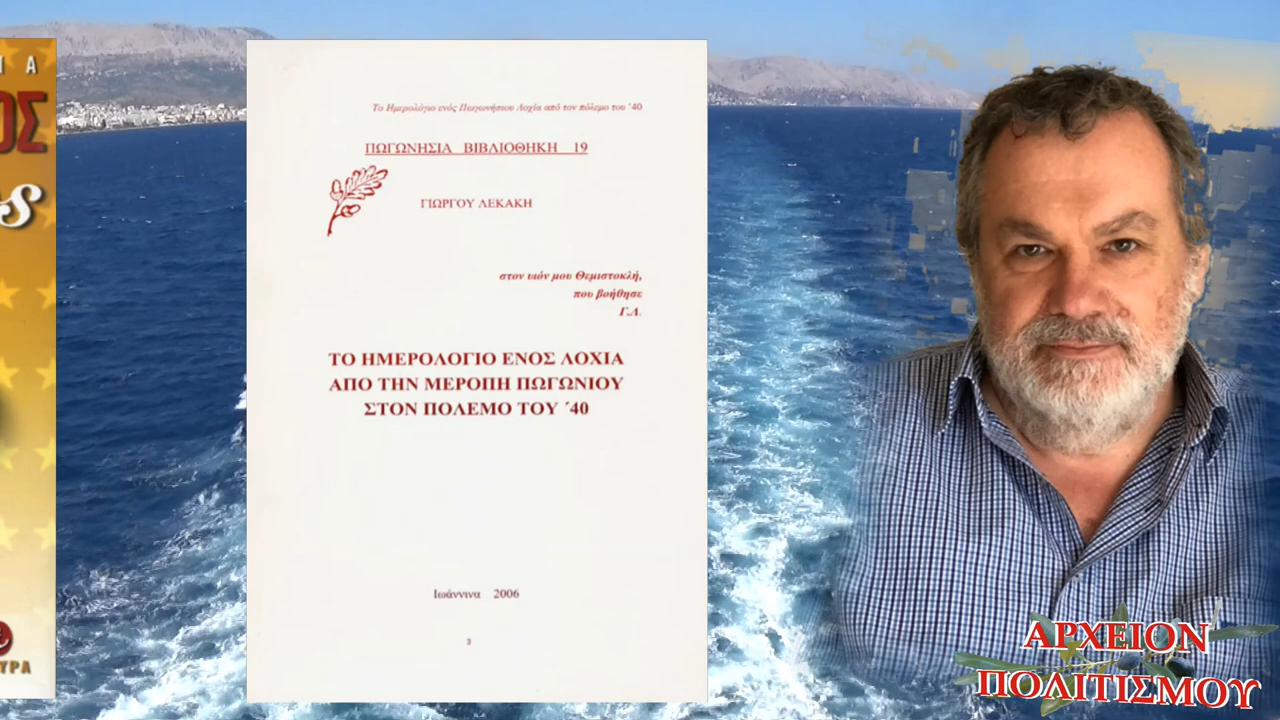 Ι Α
ΟΣ
s
ΥΡΑ
Το Ημερολόγιο ενός Πωγωνήσιου Λοχία από τον πόλεμο του ΄40
ΠΩΓΩΝΗΣΙΑ ΒΙΒΛΙΟΘΗΚΗ 19
ΓΙΩΡΓΟΥ ΛΕΚΑΚΗ
στον υιόν μου Θεμιστοκλή,
που βοήθησε
Γ.Λ.
ΤΟ ΗΜΕΡΟΛΟΓΙΟ ΕΝΟΣ ΛΟΧΙΑ
ΑΠΟ ΤΗΝ ΜΕΡΟΠΗ ΠΩΓΩΝΙΟΥ
ΣΤΟΝ ΠΟΛΕΜΟ ΤΟΥ ΄40
Ιωάννινα 2006
3
ΑΡΧΕΙΟΝ
ΠΟΛΙΤΙΣΜΟΥ